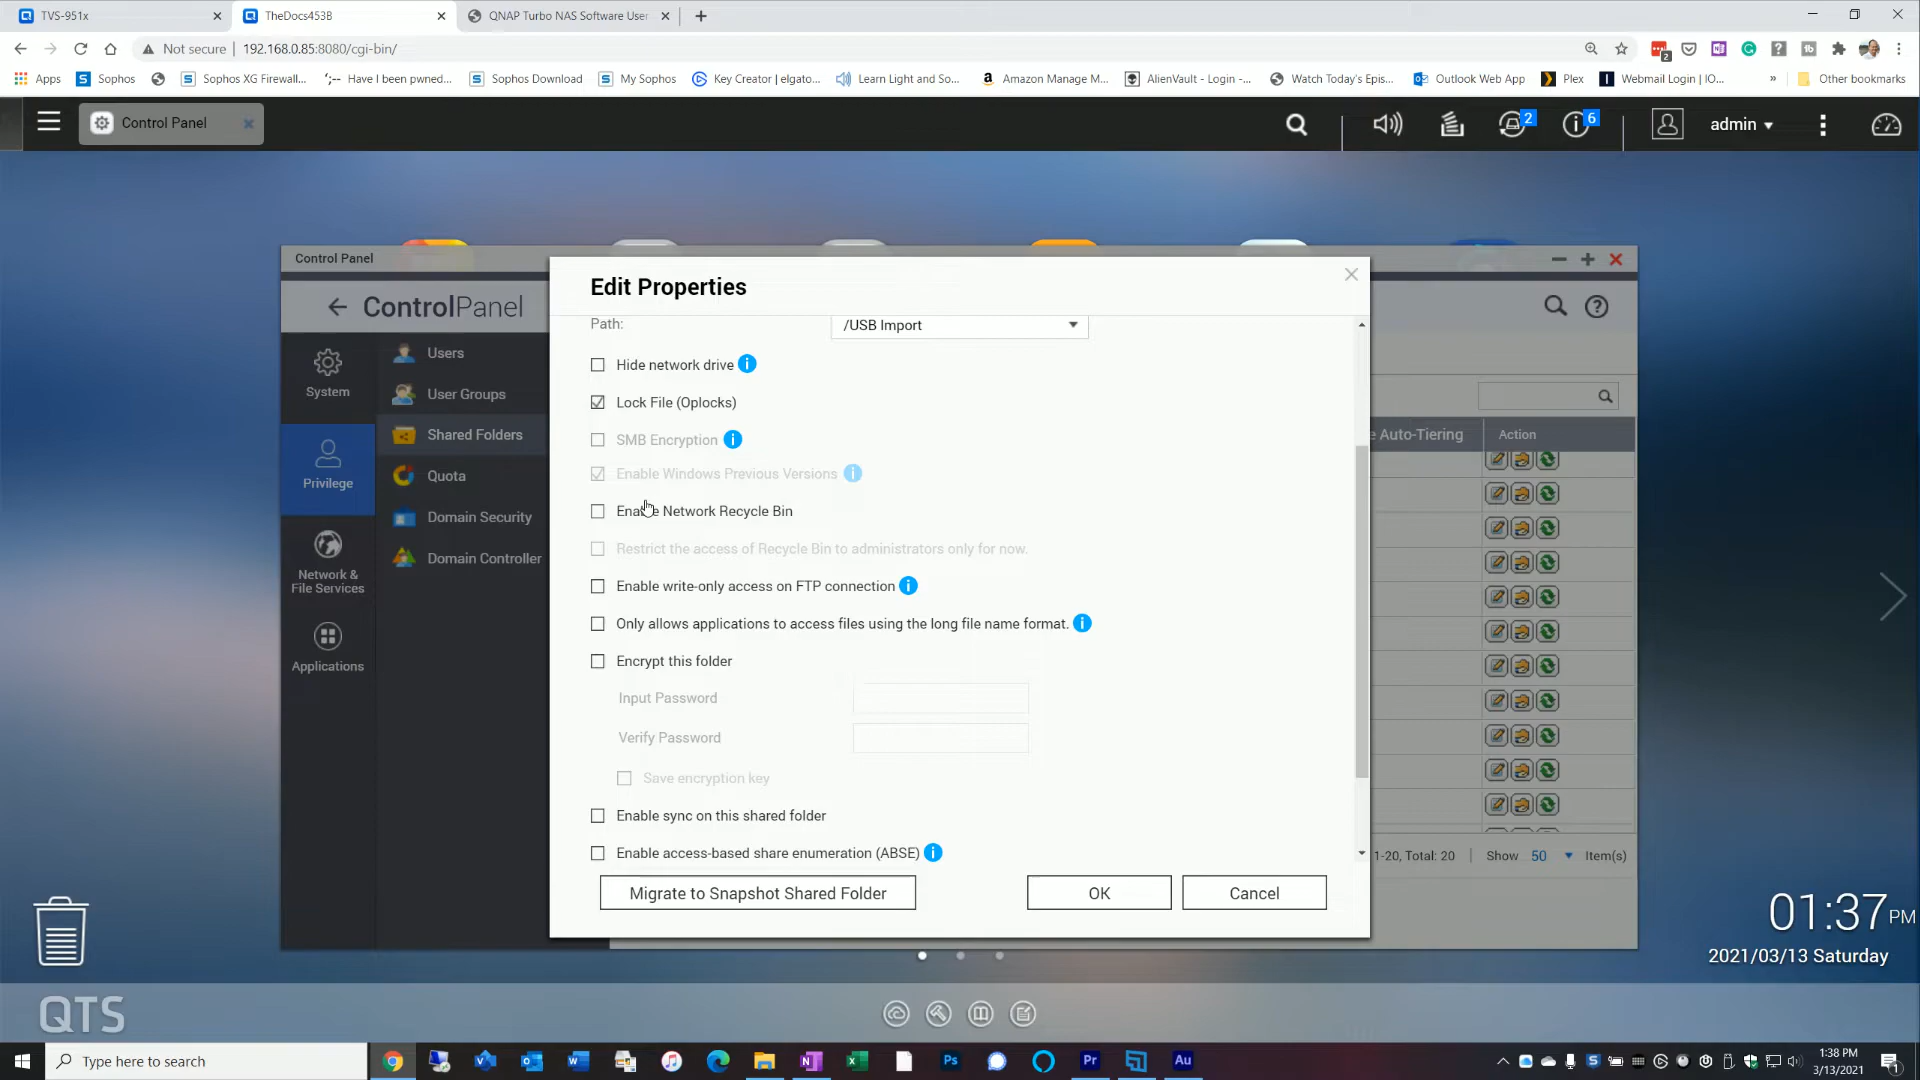 TVS-951x
TheDocs453B
QNAP Turbo NAS Software User
Not secure
192.168.0.85:8080/cgi-bin/
2
Apps
Sophos
Sophos XG Firewall...
Have I been pwned...
Sophos Download
My Sophos
Key Creator | elgato...
Learn Light and So...
Amazon Manage M...
AlienVault - Login -...
Watch Today's Epis...
Outlook Web App
Plex
Webmail Login | IO...
»
Other bookmarks
Control Panel
2
6
admin
Control Panel
ControlPanel
System
Privilege
Network &
File Services
Applications
Users
User Groups
Shared Folders
Quota
Domain Security
Domain Controller
Edit Properties
Path:
/USB Import
Hide network drive
Lock File (Oplocks)
SMB Encryption
Enable Windows Previous Versions
Enable Network Recycle Bin
Restrict the access of Recycle Bin to administrators only for now.
Enable write-only access on FTP connection
Only allows applications to access files using the long file name format.
Encrypt this folder
Input Password
Verify Password
Save encryption key
Enable sync on this shared folder
Enable access-based share enumeration (ABSE)
Migrate to Snapshot Shared Folder
OK
Cancel
e Auto-Tiering
Action
1-20, Total: 20
Show
50
Item(s)
01:37 PM
2021/03/13 Saturday
QTS
Type here to search
Ps
Pr
Au
1:38 PM
3/13/2021
1